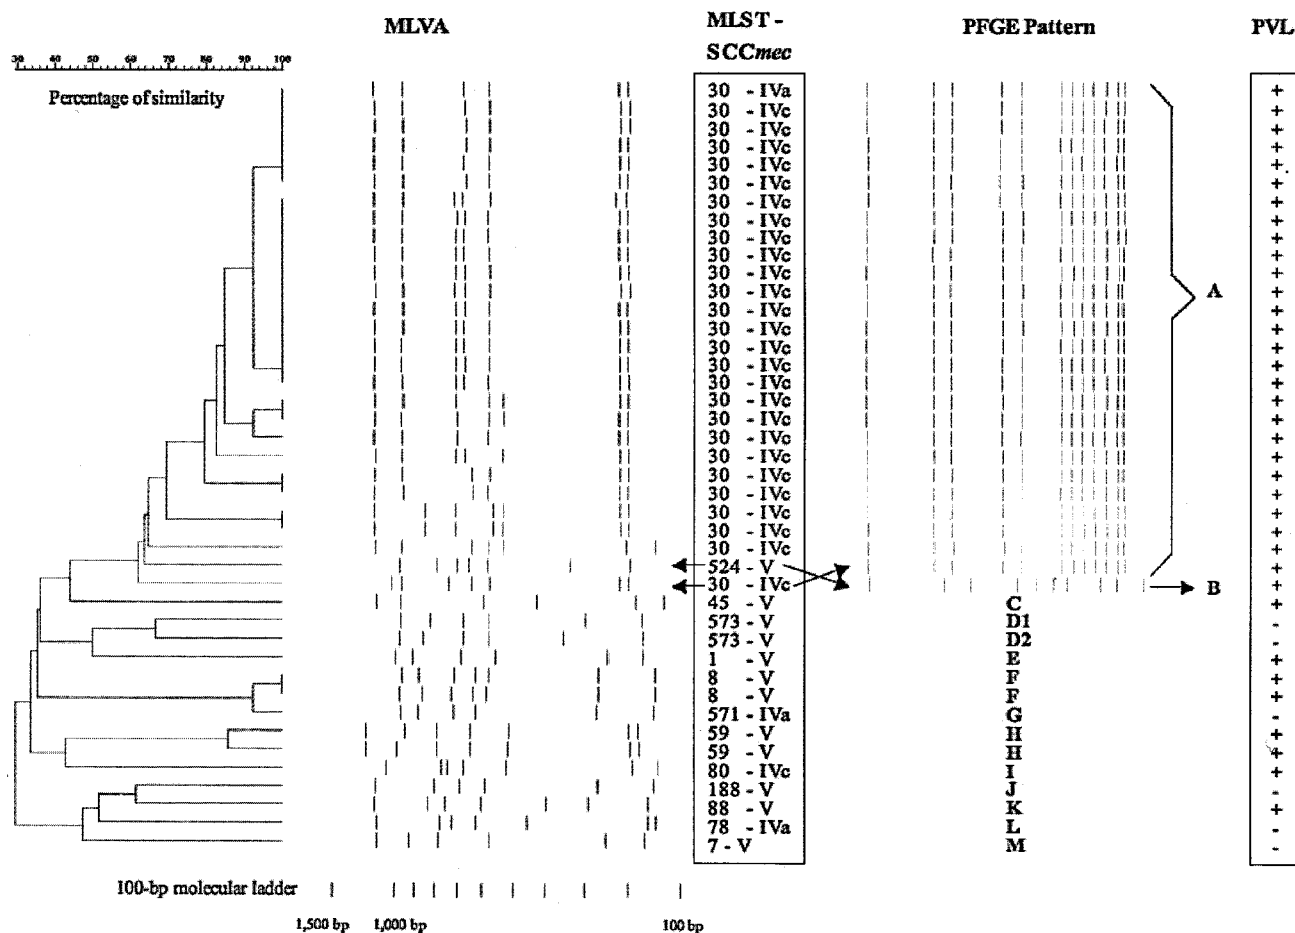 MLVA
MLST - SCCmec
PFGE Pattern
PVL
30 40 50 60 70 80 90 100
Percentage of similarity
30 - IVa +
30 - IVc +
30 - IVc +
30 - IVc +
30 - IVc +
30 - IVc +
30 - IVc +
30 - IVc +
30 - IVc +
30 - IVc +
30 - IVc +
30 - IVc A +
30 - IVc +
30 - IVc +
30 - IVc +
30 - IVc +
30 - IVc +
30 - IVc +
30 - IVc +
30 - IVc +
30 - IVc +
30 - IVc +
30 - IVc +
30 - IVc +
30 - IVc +
30 - IVc +
524 - V +
30 - IVc B +
45 - V C +
573 - V D1 -
573 - V D2 -
1 - V E +
8 - V F +
8 - V F +
571 - IVa G -
59 - V H +
59 - V H +
80 - IVc I +
188 - V J -
88 - V K +
78 - IVa L -
7 - V M -
100-bp molecular ladder
1,500 bp 1,000 bp 100 bp